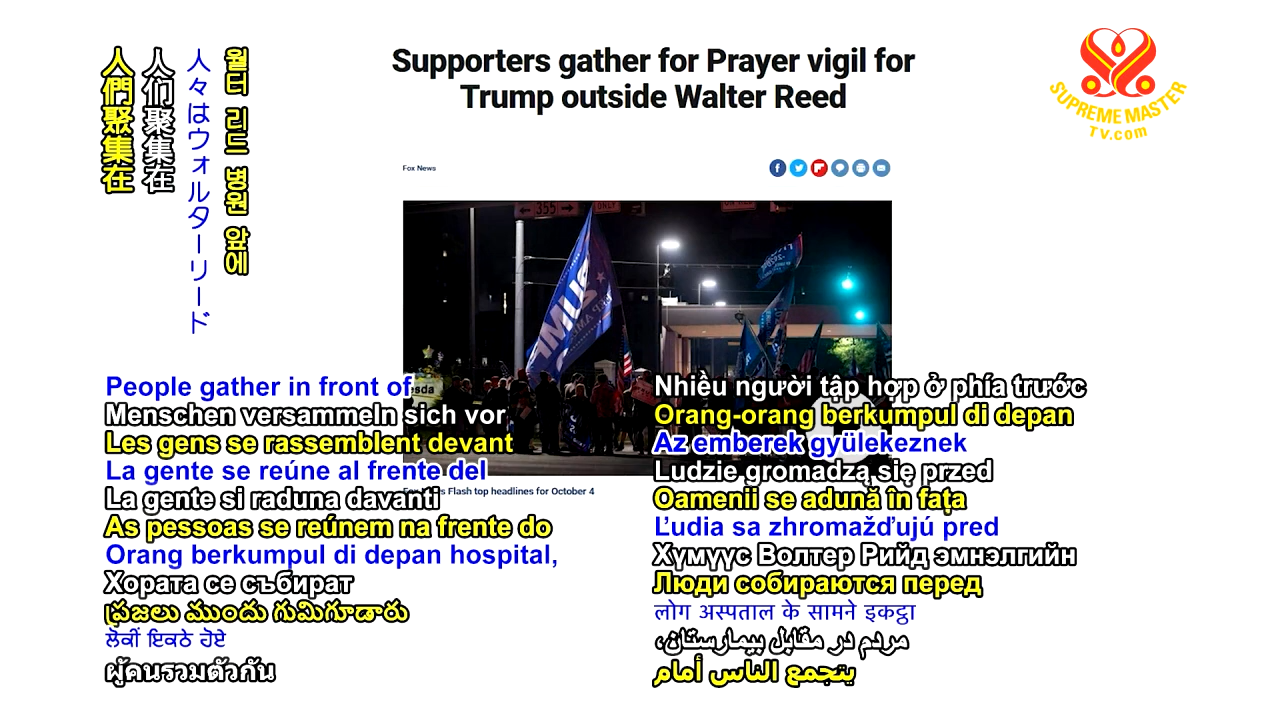 Supporters gather for Prayer vigil for
Trump outside Walter Reed
SUPREME MASTER
TV.com
人們聚集在
人们聚集在
人々はウォルターリード
월터 리드 병원 앞에
Fox News
355
ONLY
TRUMP
Flash top headlines for October 4
People gather in front of
Menschen versammeln sich vor
Les gens se rassemblent devant
La gente se reúne al frente del
La gente si raduna davanti
As pessoas se reúnem na frente do
Orang berkumpul di depan hospital,
Хората се събират
ప్రజలు ముందు గుమిగూడారు
ਲੋਕੀਂ ਇਕਠੇ ਹੋਏ
ผู้คนรวมตัวกัน
Nhiều người tập hợp ở phía trước
Orang-orang berkumpul di depan
Az emberek gyülekeznek
Ludzie gromadzą się przed
Oamenii se adună în fața
Ľudia sa zhromažďujú pred
Хүмүүс Волтер Рийд эмнэлгийн
Люди собираются перед
लोग अस्पताल के सामने इकट्ठा
مردم در مقابل بیمارستان،
يتجمع الناس أمام